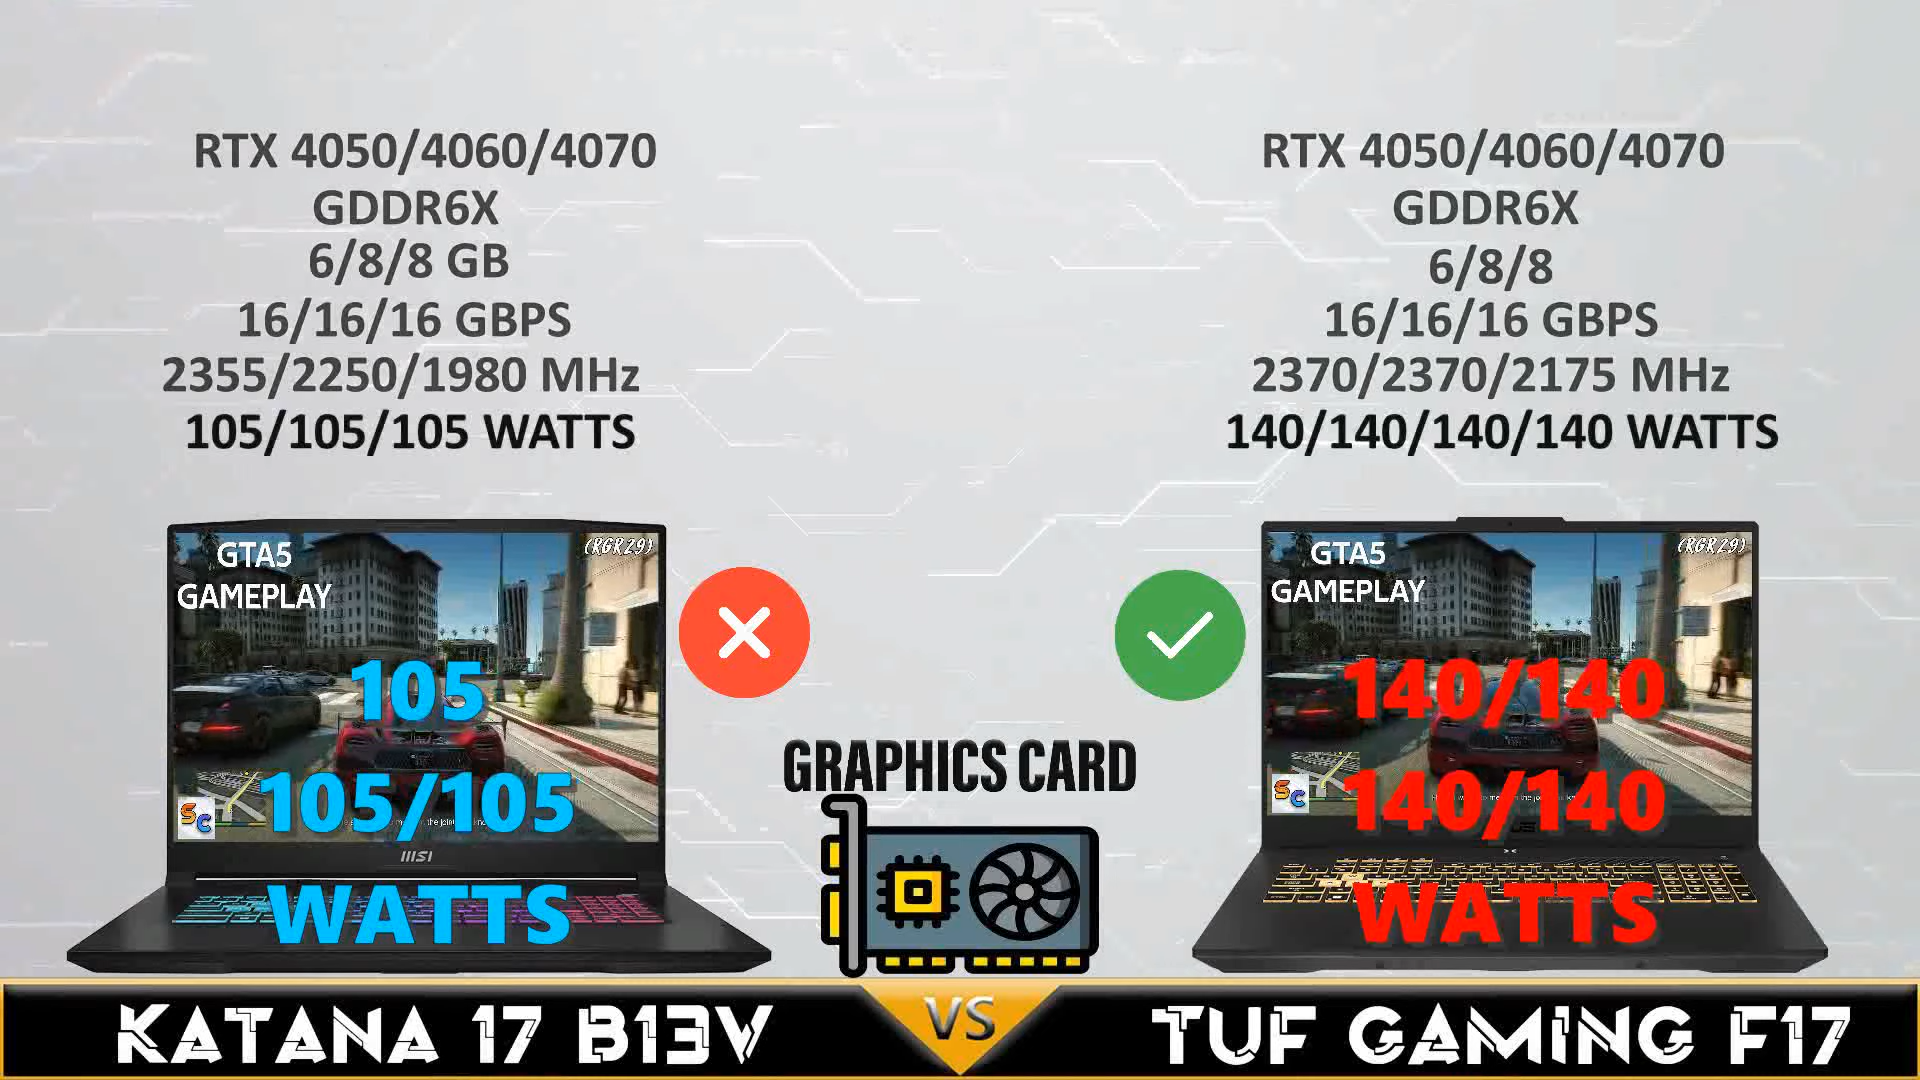 RTX 4050/4060/4070
GDDR6X
6/8/8 GB
16/16/16 GBPS
2355/2250/1980 MHz
105/105/105 WATTS
RTX 4050/4060/4070
GDDR6X
6/8/8
16/16/16 GBPS
2370/2370/2175 MHz
140/140/140/140 WATTS
GTA5
GAMEPLAY
(RGR29)
105
105/105
WATTS
SC
msi
GRAPHICS CARD
GTA5
GAMEPLAY
(RGR29)
140/140
140/140
WATTS
SC
KATANA 17 B13V
VS
TUF GAMING F17